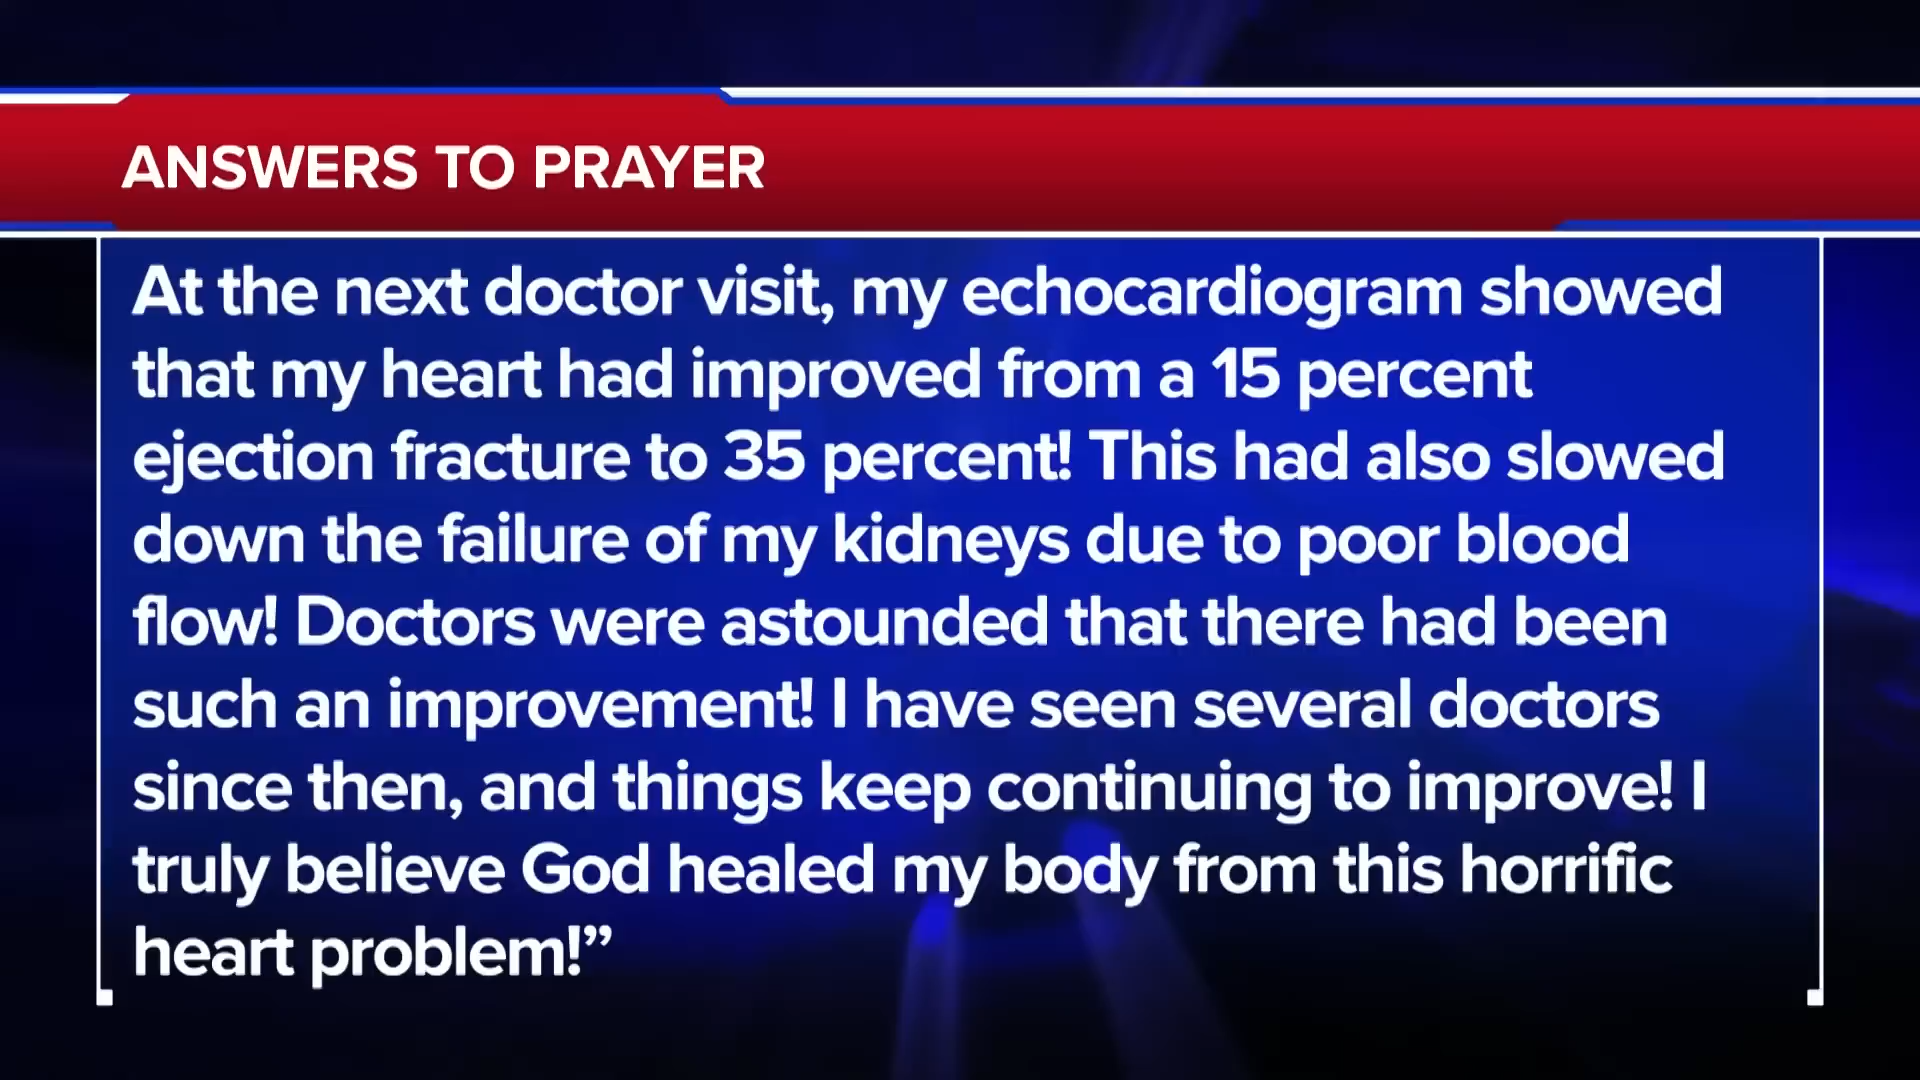 ANSWERS TO PRAYER
At the next doctor visit, my echocardiogram showed
that my heart had improved from a 15 percent
ejection fracture to 35 percent! This had also slowed
down the failure of my kidneys due to poor blood
flow! Doctors were astounded that there had been
such an improvement! I have seen several doctors
since then, and things keep continuing to improve! I
truly believe God healed my body from this horrific
heart problem!”